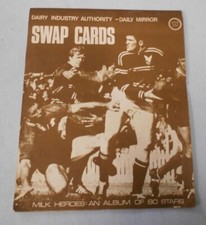 DAIRY INDUSTRY AUTHORITY - DAILY MIRROR
SWAP CARDS
MILK HEROES: AN ALBUM OF 80 STARS